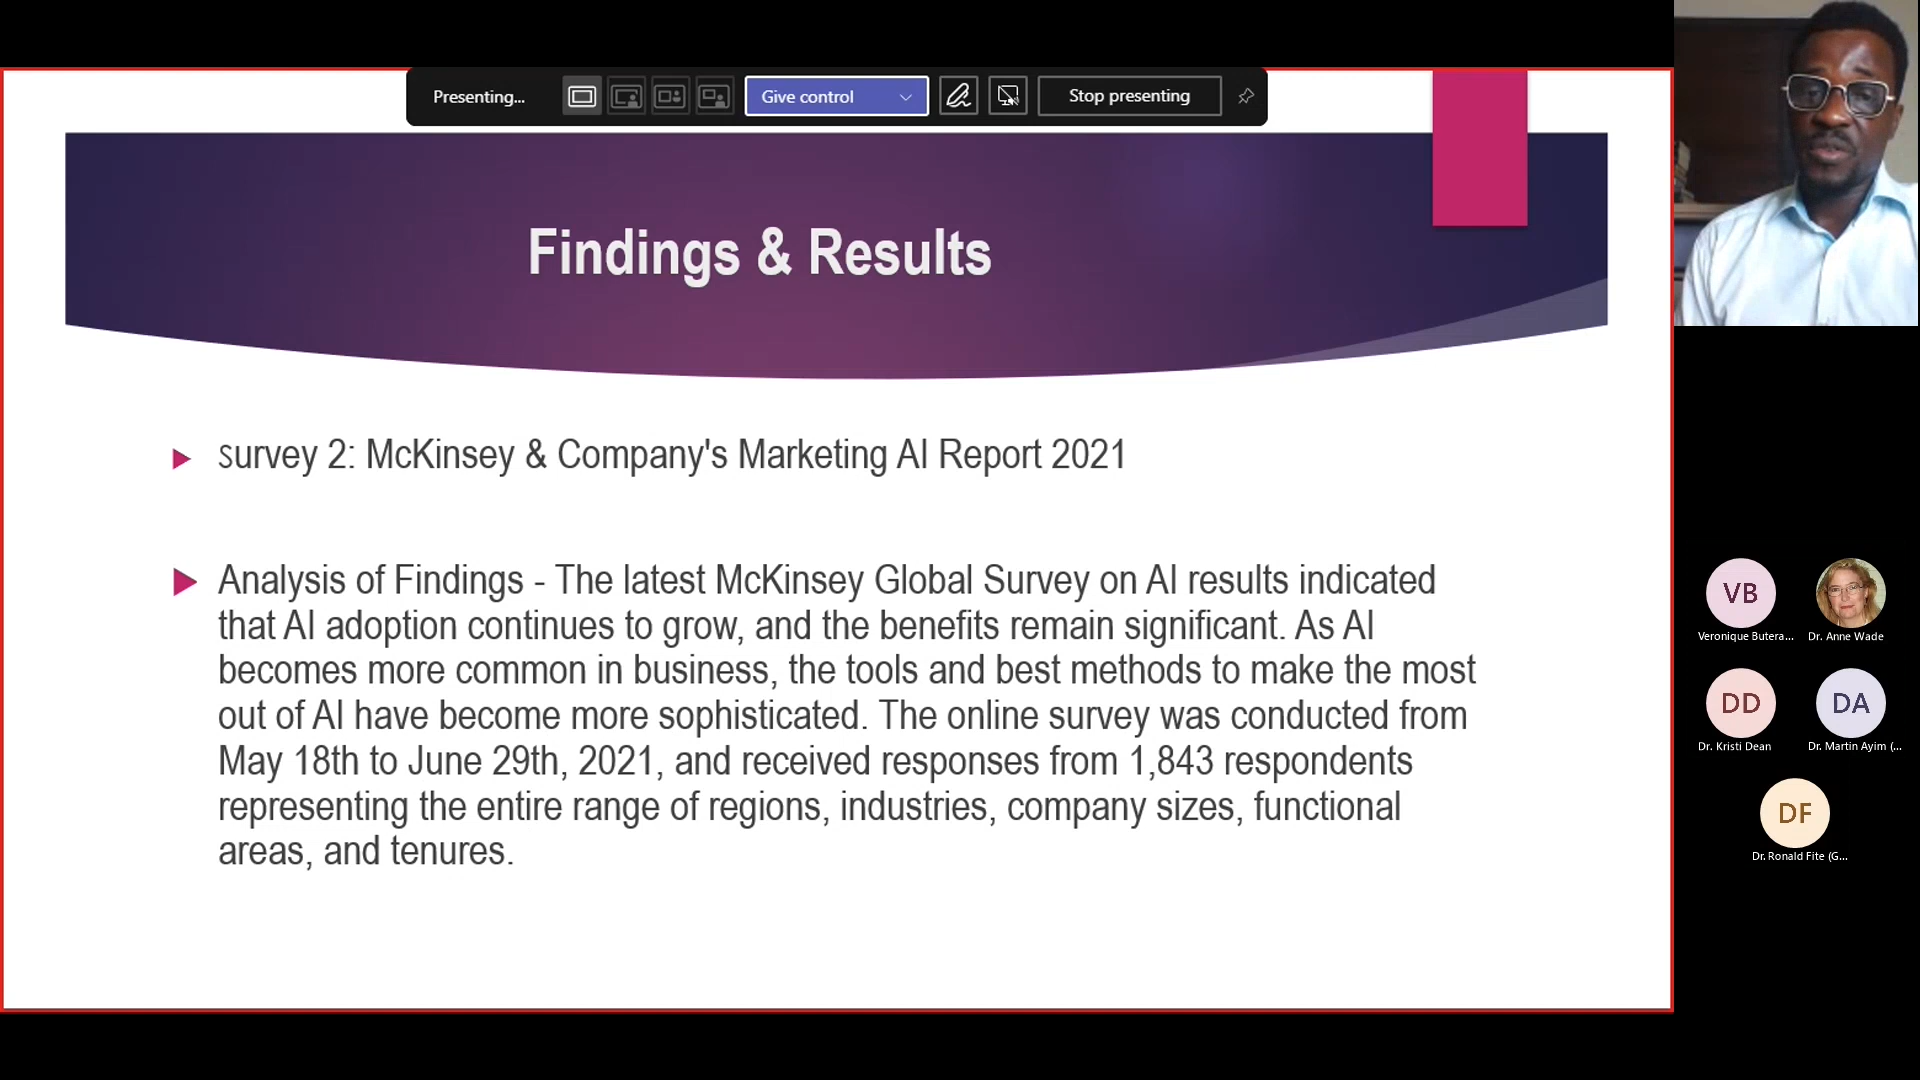 Presenting...
Give control
Stop presenting
Findings & Results
survey 2: McKinsey & Company's Marketing AI Report 2021
Analysis of Findings - The latest McKinsey Global Survey on AI results indicated
that AI adoption continues to grow, and the benefits remain significant. As AI
becomes more common in business, the tools and best methods to make the most
out of AI have become more sophisticated. The online survey was conducted from
May 18th to June 29th, 2021, and received responses from 1,843 respondents
representing the entire range of regions, industries, company sizes, functional
areas, and tenures.
VB
Veronique Butera...
Dr. Anne Wade
DD
Dr. Kristi Dean
DA
Dr. Martin Ayim (...
DF
Dr. Ronald Fite (G...